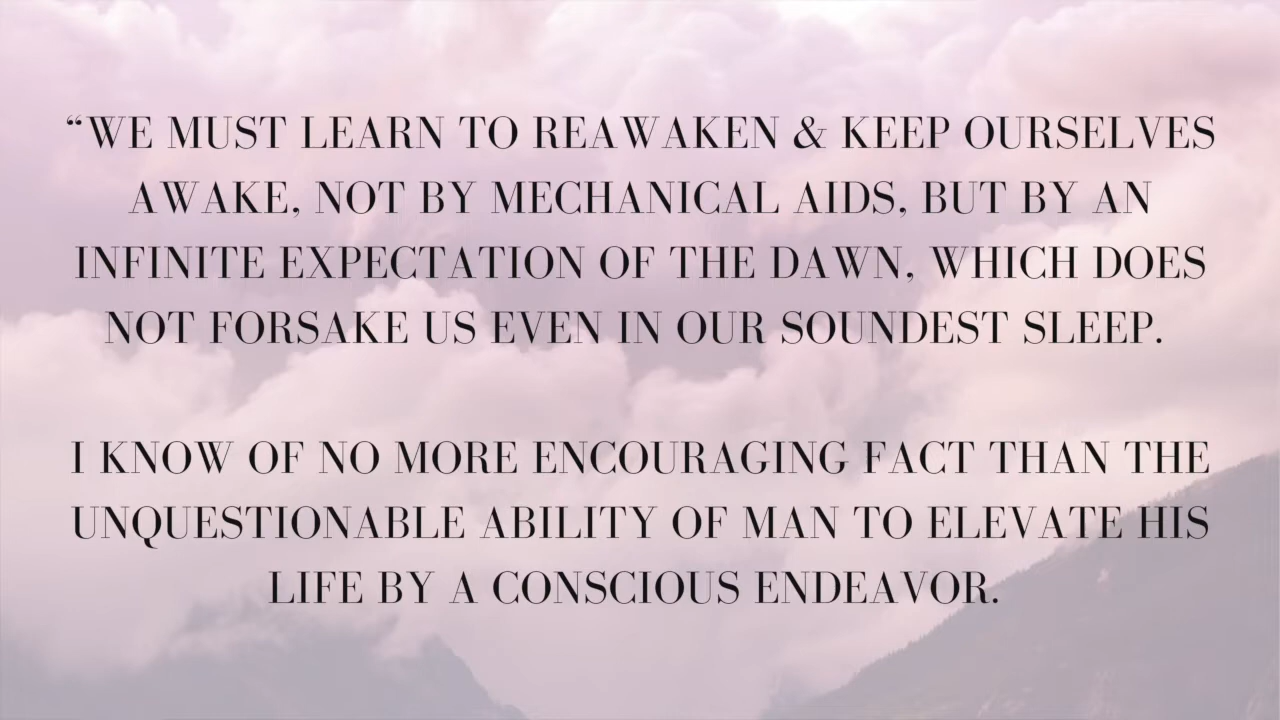 “WE MUST LEARN TO REAWAKEN & KEEP OURSELVES
AWAKE, NOT BY MECHANICAL AIDS, BUT BY AN
INFINITE EXPECTATION OF THE DAWN, WHICH DOES
NOT FORSAKE US EVEN IN OUR SOUNDEST SLEEP.
I KNOW OF NO MORE ENCOURAGING FACT THAN THE
UNQUESTIONABLE ABILITY OF MAN TO ELEVATE HIS
LIFE BY A CONSCIOUS ENDEAVOR.